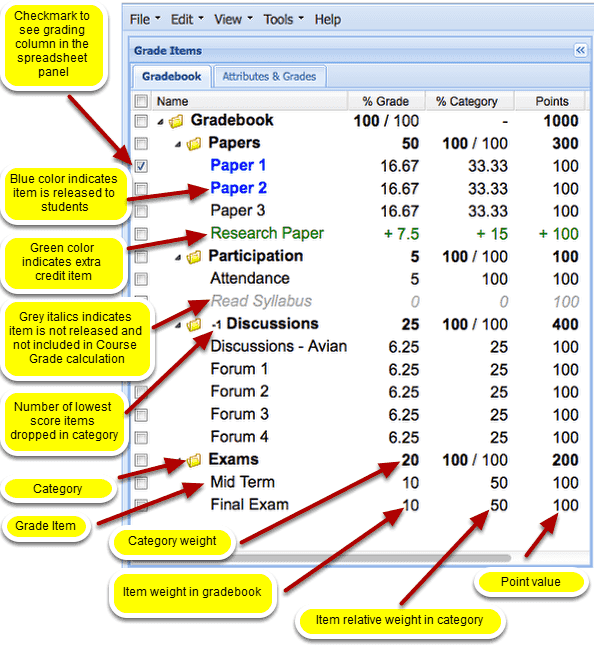 Checkmark to
see grading
column in the
spreadsheet
panel
File Edit View Tools Help
Grade Items
Gradebook Attributes & Grades
Name % Grade % Category Points
Gradebook 100 / 100 - 1000
Papers 50 100 / 100 300
Paper 1 16.67 33.33 100
Blue color indicates
item is released to
students
Paper 2 16.67 33.33 100
Paper 3 16.67 33.33 100
Research Paper + 7.5 + 15 + 100
Green color
indicates extra
credit item
Participation 5 100 / 100 100
Attendance 5 100 100
Read Syllabus 0 0 100
Grey italics indicates
item is not released and
not included in Course
Grade calculation
-1 Discussions 25 100 / 100 400
Discussions - Avian 6.25 25 100
Forum 1 6.25 25 100
Forum 2 6.25 25 100
Forum 3 6.25 25 100
Forum 4 6.25 25 100
Number of lowest
score items
dropped in category
Exams 20 100 / 100 200
Category
Mid Term 10 50 100
Final Exam 10 50 100
Grade Item
Category weight
Item weight in gradebook
Point value
Item relative weight in category